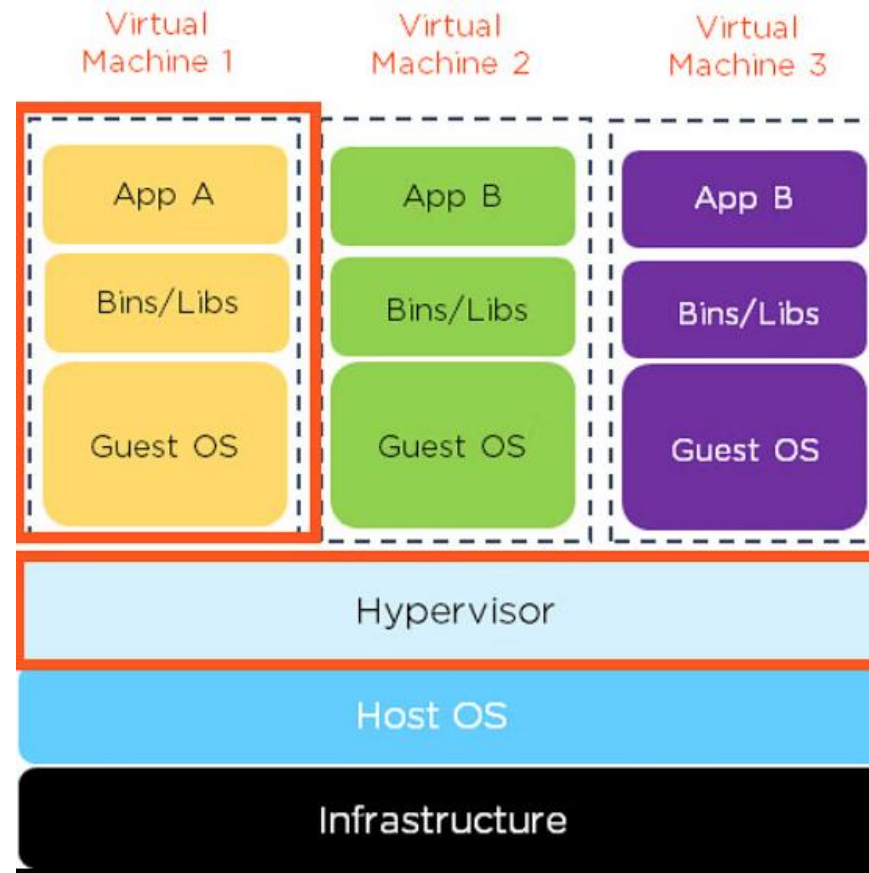 Virtual
Machine 1
Virtual
Machine 2
Virtual
Machine 3
App A
App B
App B
Bins/Libs
Bins/Libs
Bins/Libs
Guest OS
Guest OS
Guest OS
Hypervisor
Host OS
Infrastructure